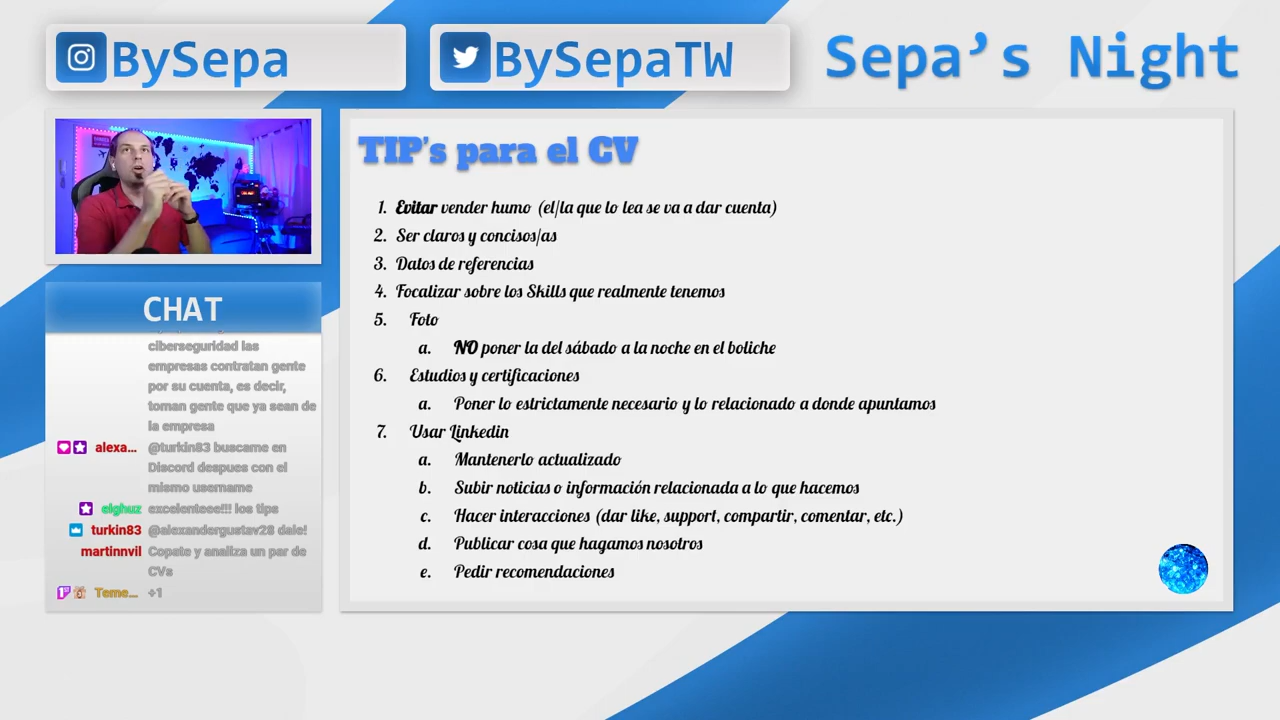 BySepa
BySepaTW
Sepa's Night
TIP's para el CV
1. Evitar vender humo (el/la que lo lea se va a dar cuenta)
2. Ser claros y concisos/as
3. Datos de referencias
4. Focalizar sobre los Skills que realmente tenemos
5. Foto
a. NO poner la del sábado a la noche en el boliche
6. Estudios y certificaciones
a. Poner lo estrictamente necesario y lo relacionado a donde apuntamos
7. Usar Linkedin
a. Mantenerlo actualizado
b. Subir noticias o información relacionada a lo que hacemos
c. Hacer interacciones (dar like, support, compartir, comentar, etc.)
d. Publicar cosa que hagamos nosotros
e. Pedir recomendaciones
CHAT
ciberseguridad las
empresas contratan gente
por su cuenta, es decir,
toman gente que ya sean de
la empresa
alexa... @turkin83 buscame en
Discord despues con el
mismo username
elghuz excelenteee!!! los tips
turkin83 @alexandergustav28 dale!
martinnvil Copate y analiza un par de
CVs
Teme... +1